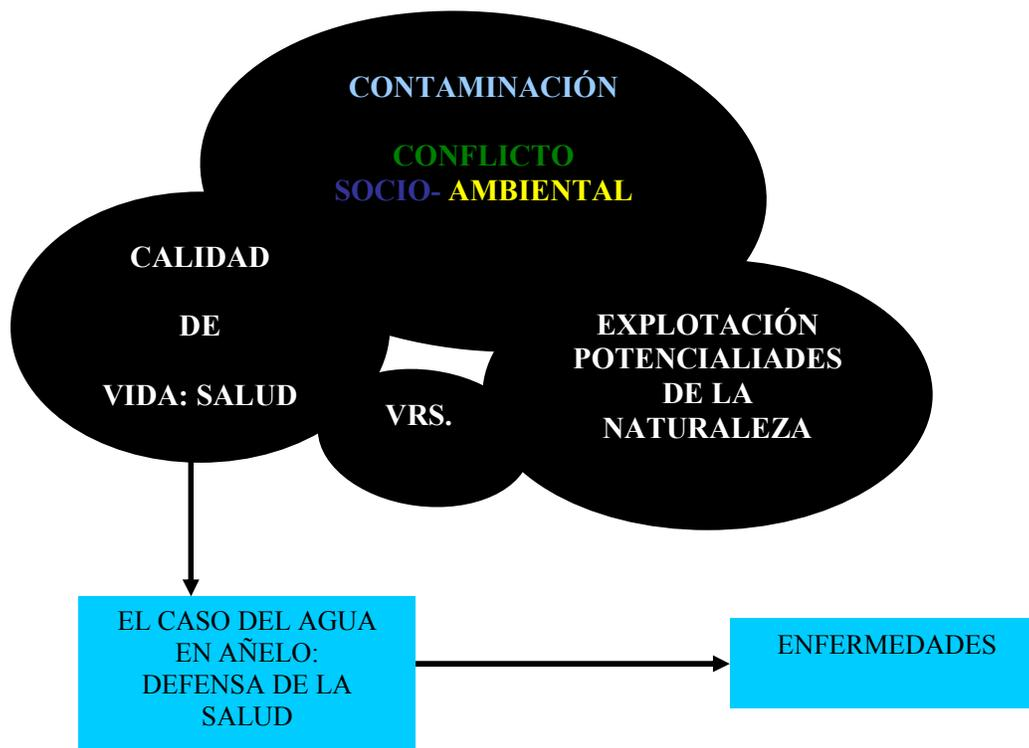 CONTAMINACIÓN
CONFLICTO
SOCIO- AMBIENTAL
CALIDAD
DE
VIDA: SALUD
VRS.
EXPLOTACIÓN
POTENCIALIADES
DE LA
NATURALEZA
EL CASO DEL AGUA
EN AÑELO:
DEFENSA DE LA
SALUD
ENFERMEDADES